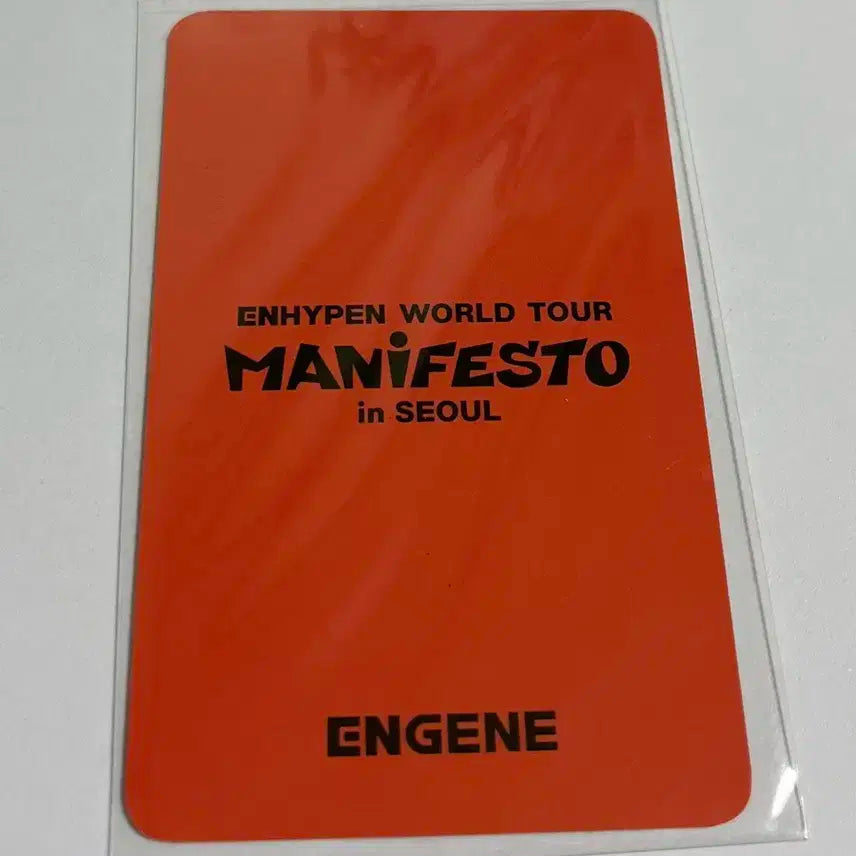 ENHYPEN WORLD TOUR
MANiFESTO
in SEOUL
ENGENE